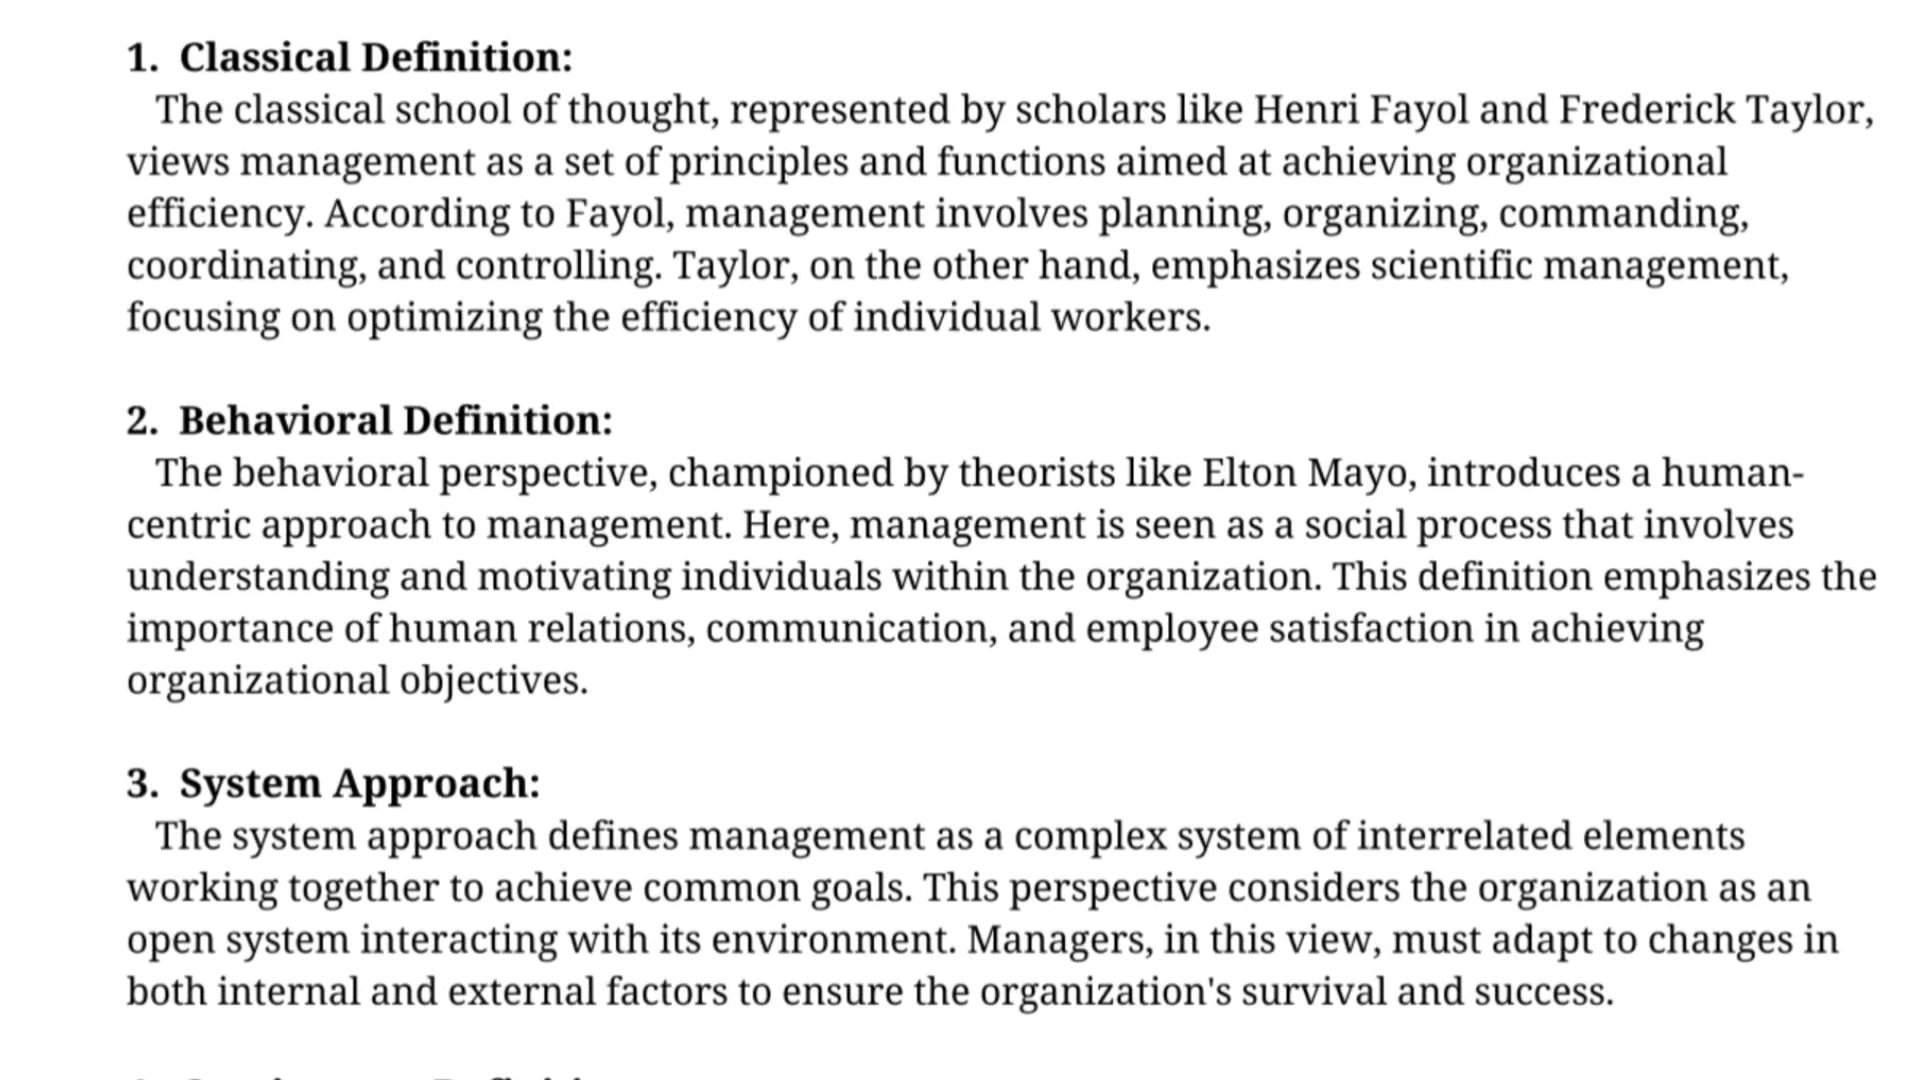 1. Classical Definition:
The classical school of thought, represented by scholars like Henri Fayol and Frederick Taylor,
views management as a set of principles and functions aimed at achieving organizational
efficiency. According to Fayol, management involves planning, organizing, commanding,
coordinating, and controlling. Taylor, on the other hand, emphasizes scientific management,
focusing on optimizing the efficiency of individual workers.
2. Behavioral Definition:
The behavioral perspective, championed by theorists like Elton Mayo, introduces a human-
centric approach to management. Here, management is seen as a social process that involves
understanding and motivating individuals within the organization. This definition emphasizes the
importance of human relations, communication, and employee satisfaction in achieving
organizational objectives.
3. System Approach:
The system approach defines management as a complex system of interrelated elements
working together to achieve common goals. This perspective considers the organization as an
open system interacting with its environment. Managers, in this view, must adapt to changes in
both internal and external factors to ensure the organization's survival and success.